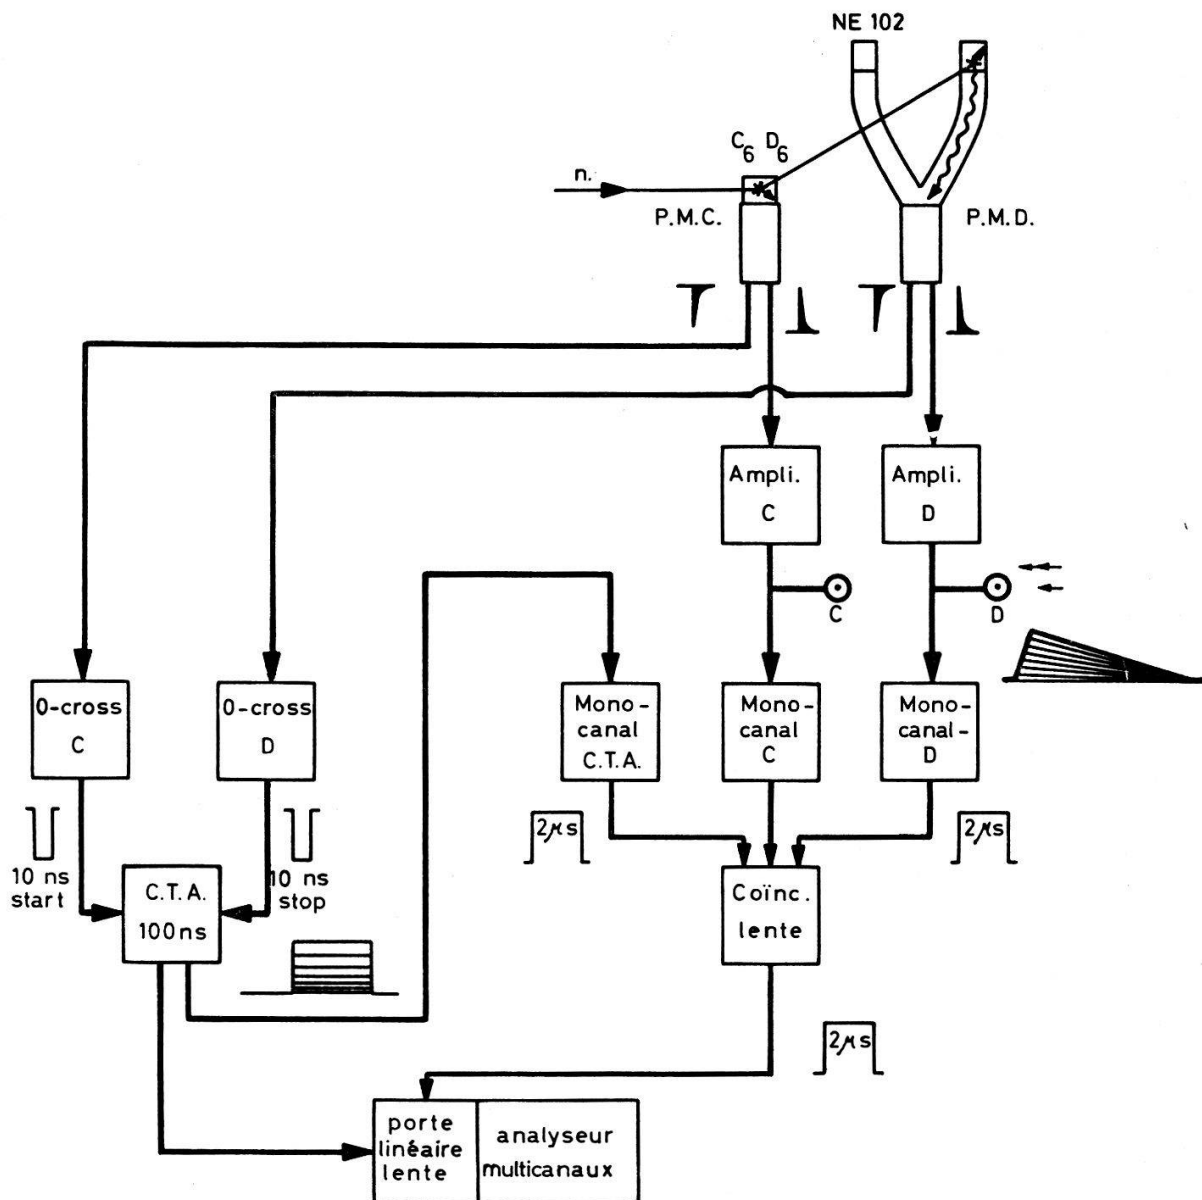 NE 102
C6 D6
n.
P.M.C.
P.M.D.
Ampli.
C
Ampli.
D
C
D
0-cross
C
0-cross
D
Mono-
canal
C.T.A.
Mono-
canal
C
Mono-
canal-
D
10 ns
start
10 ns
stop
2μs
2μs
C.T.A.
100ns
Coïnc.
lente
2μs
porte
linéaire
lente
analyseur
multicanaux